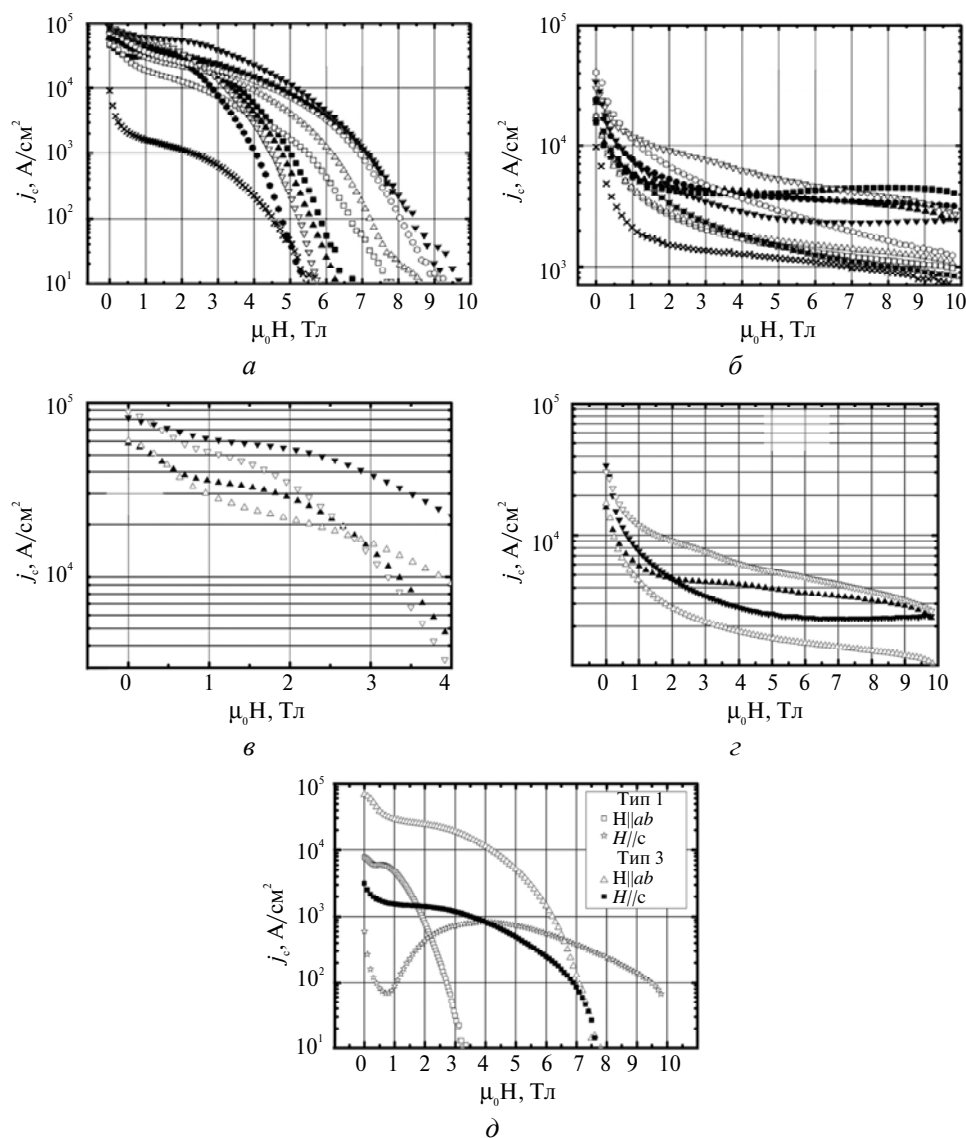 10⁵
10⁴
10³
10²
10¹
j_c, А/см²
0 1 2 3 4 5 6 7 8 9 10
μ₀H, Тл
а
10⁵
10⁴
10³
j_c, А/см²
0 1 2 3 4 5 6 7 8 9 10
μ₀H, Тл
б
10⁵
10⁴
j_c, А/см²
0 1 2 3 4
μ₀H, Тл
в
10⁵
10⁴
j_c, А/см²
0 1 2 3 4 5 6 7 8 9 10
μ₀H, Тл
г
10⁵
10⁴
10³
10²
10¹
j_c, А/см²
Тип 1
H||ab
H//c
Тип 3
H||ab
H//c
0 1 2 3 4 5 6 7 8 9 10
μ₀H, Тл
д